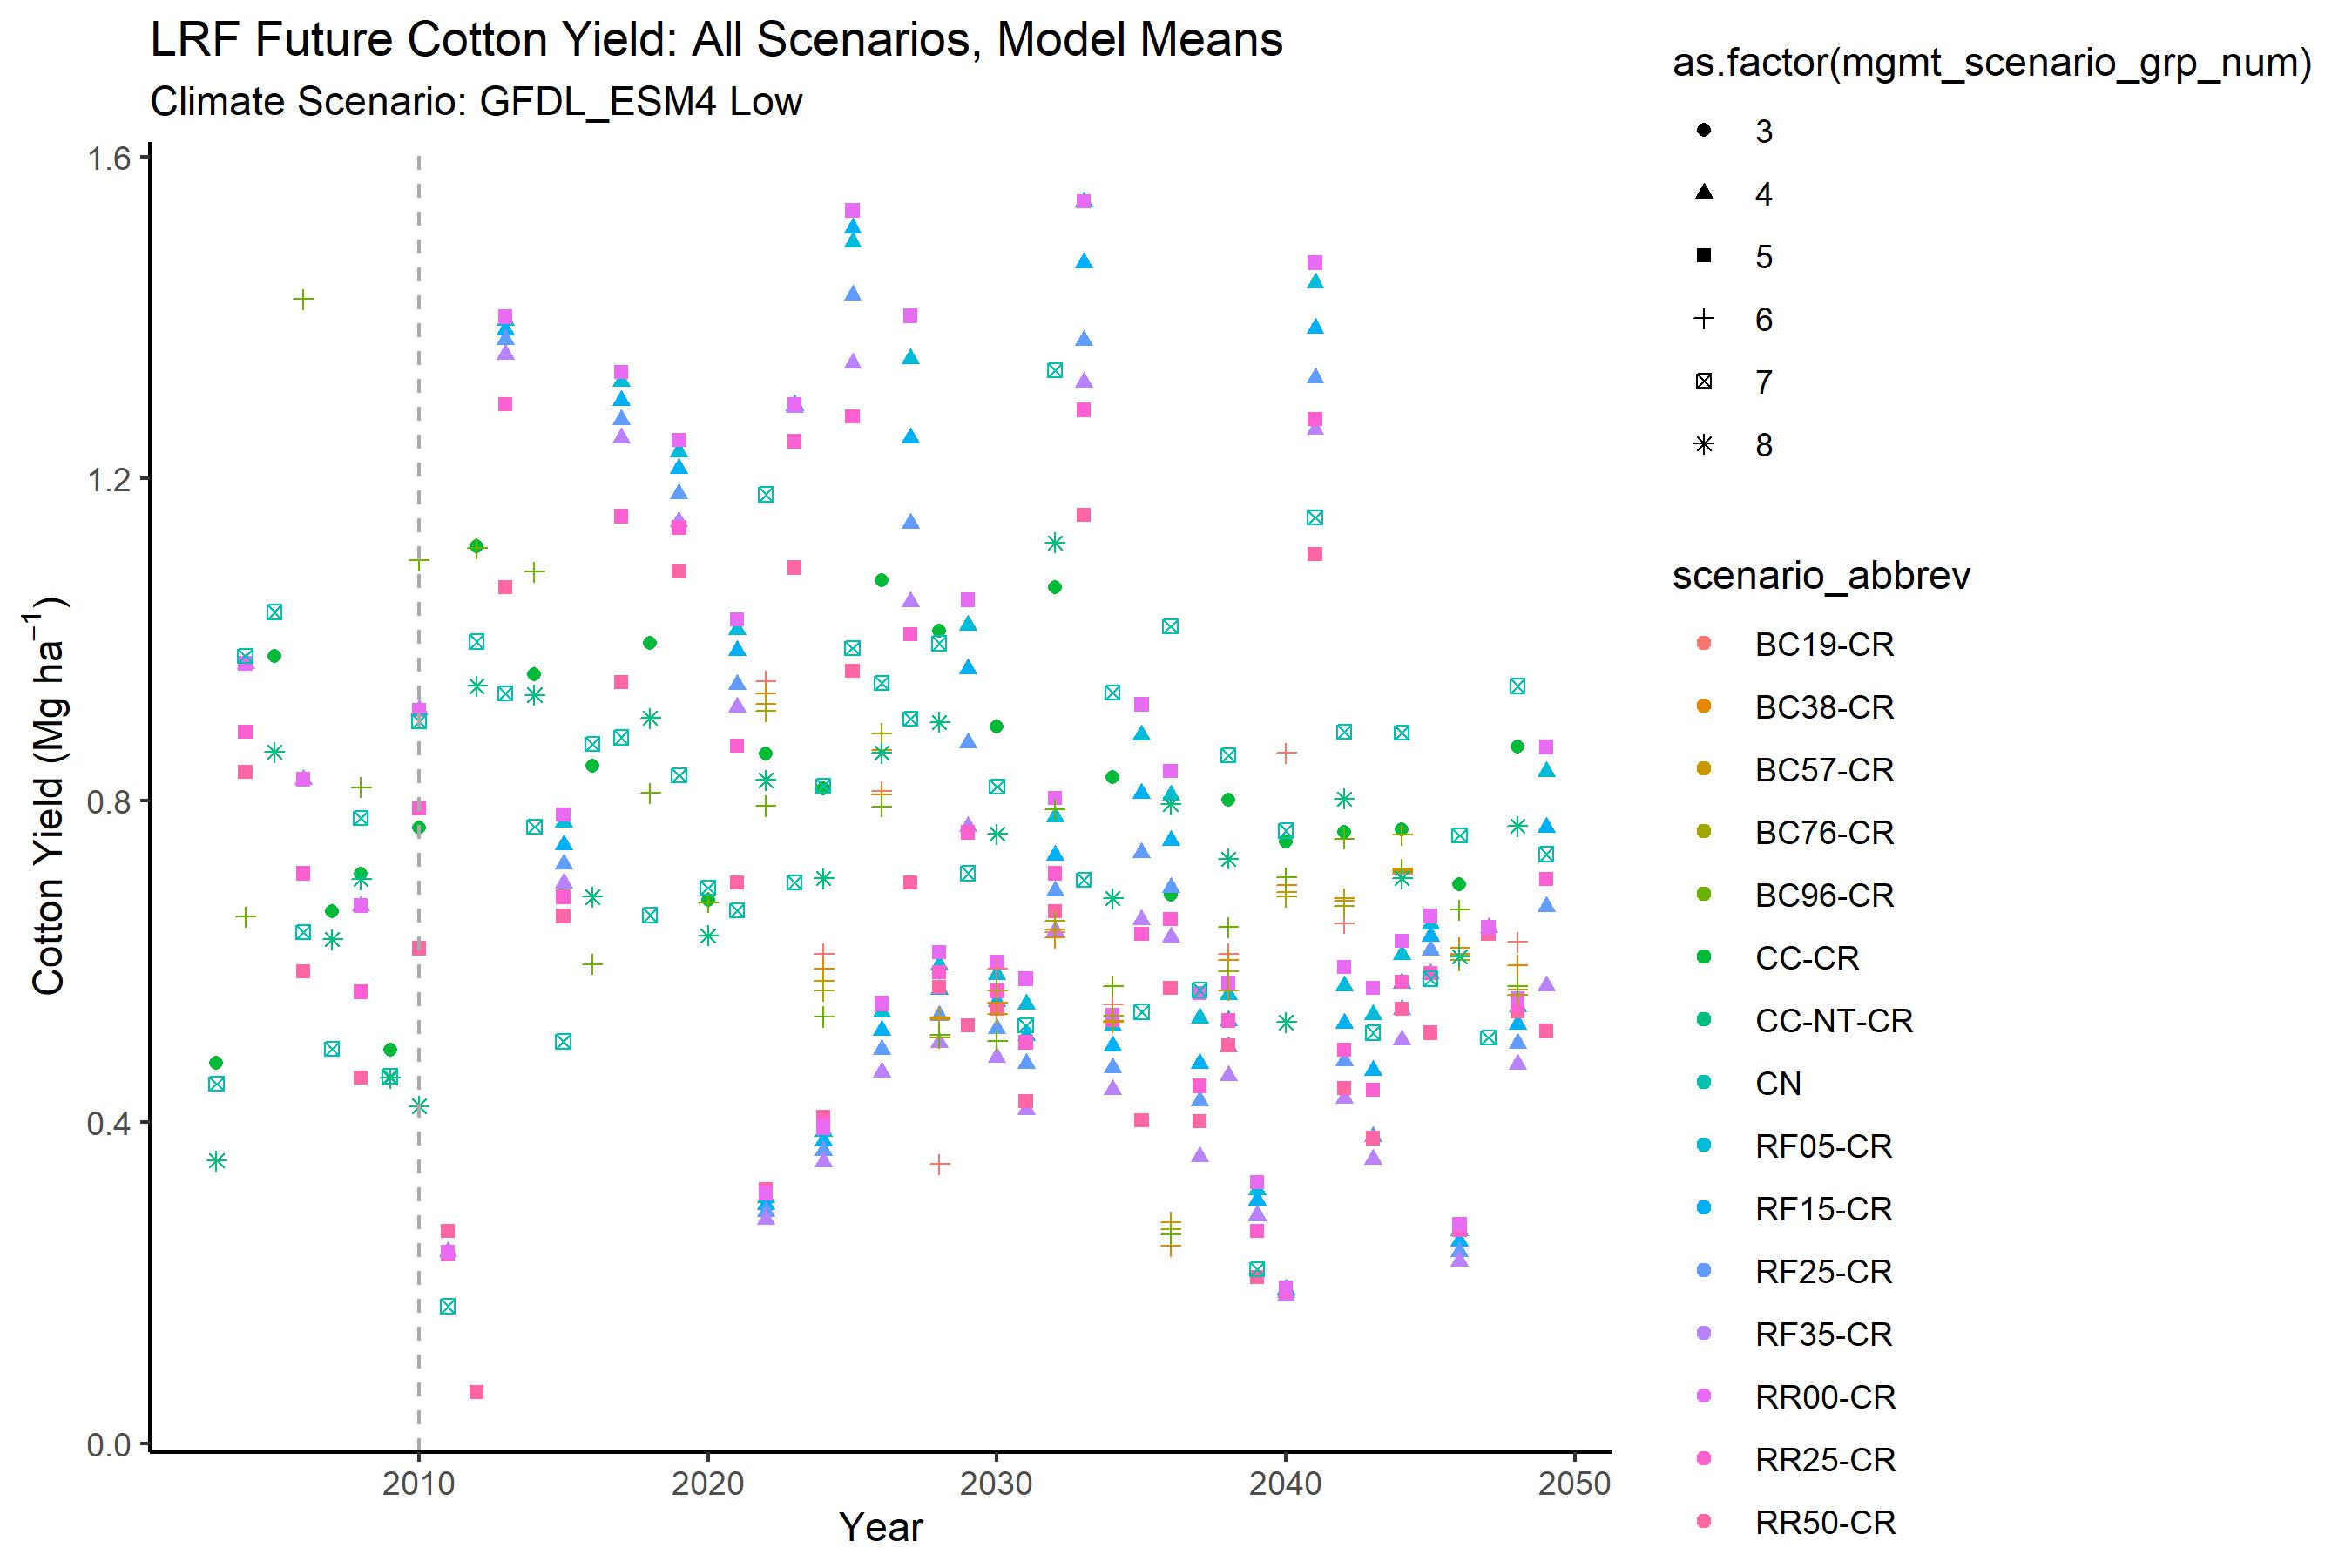 LRF Future Cotton Yield: All Scenarios, Model Means
Climate Scenario: GFDL_ESM4 Low
Cotton Yield (Mg ha⁻¹)
1.6
1.2
0.8
0.4
0.0
2010
2020
2030
2040
2050
Year
as.factor(mgmt_scenario_grp_num)
3
4
5
6
7
8
scenario_abbrev
BC19-CR
BC38-CR
BC57-CR
BC76-CR
BC96-CR
CC-CR
CC-NT-CR
CN
RF05-CR
RF15-CR
RF25-CR
RF35-CR
RR00-CR
RR25-CR
RR50-CR